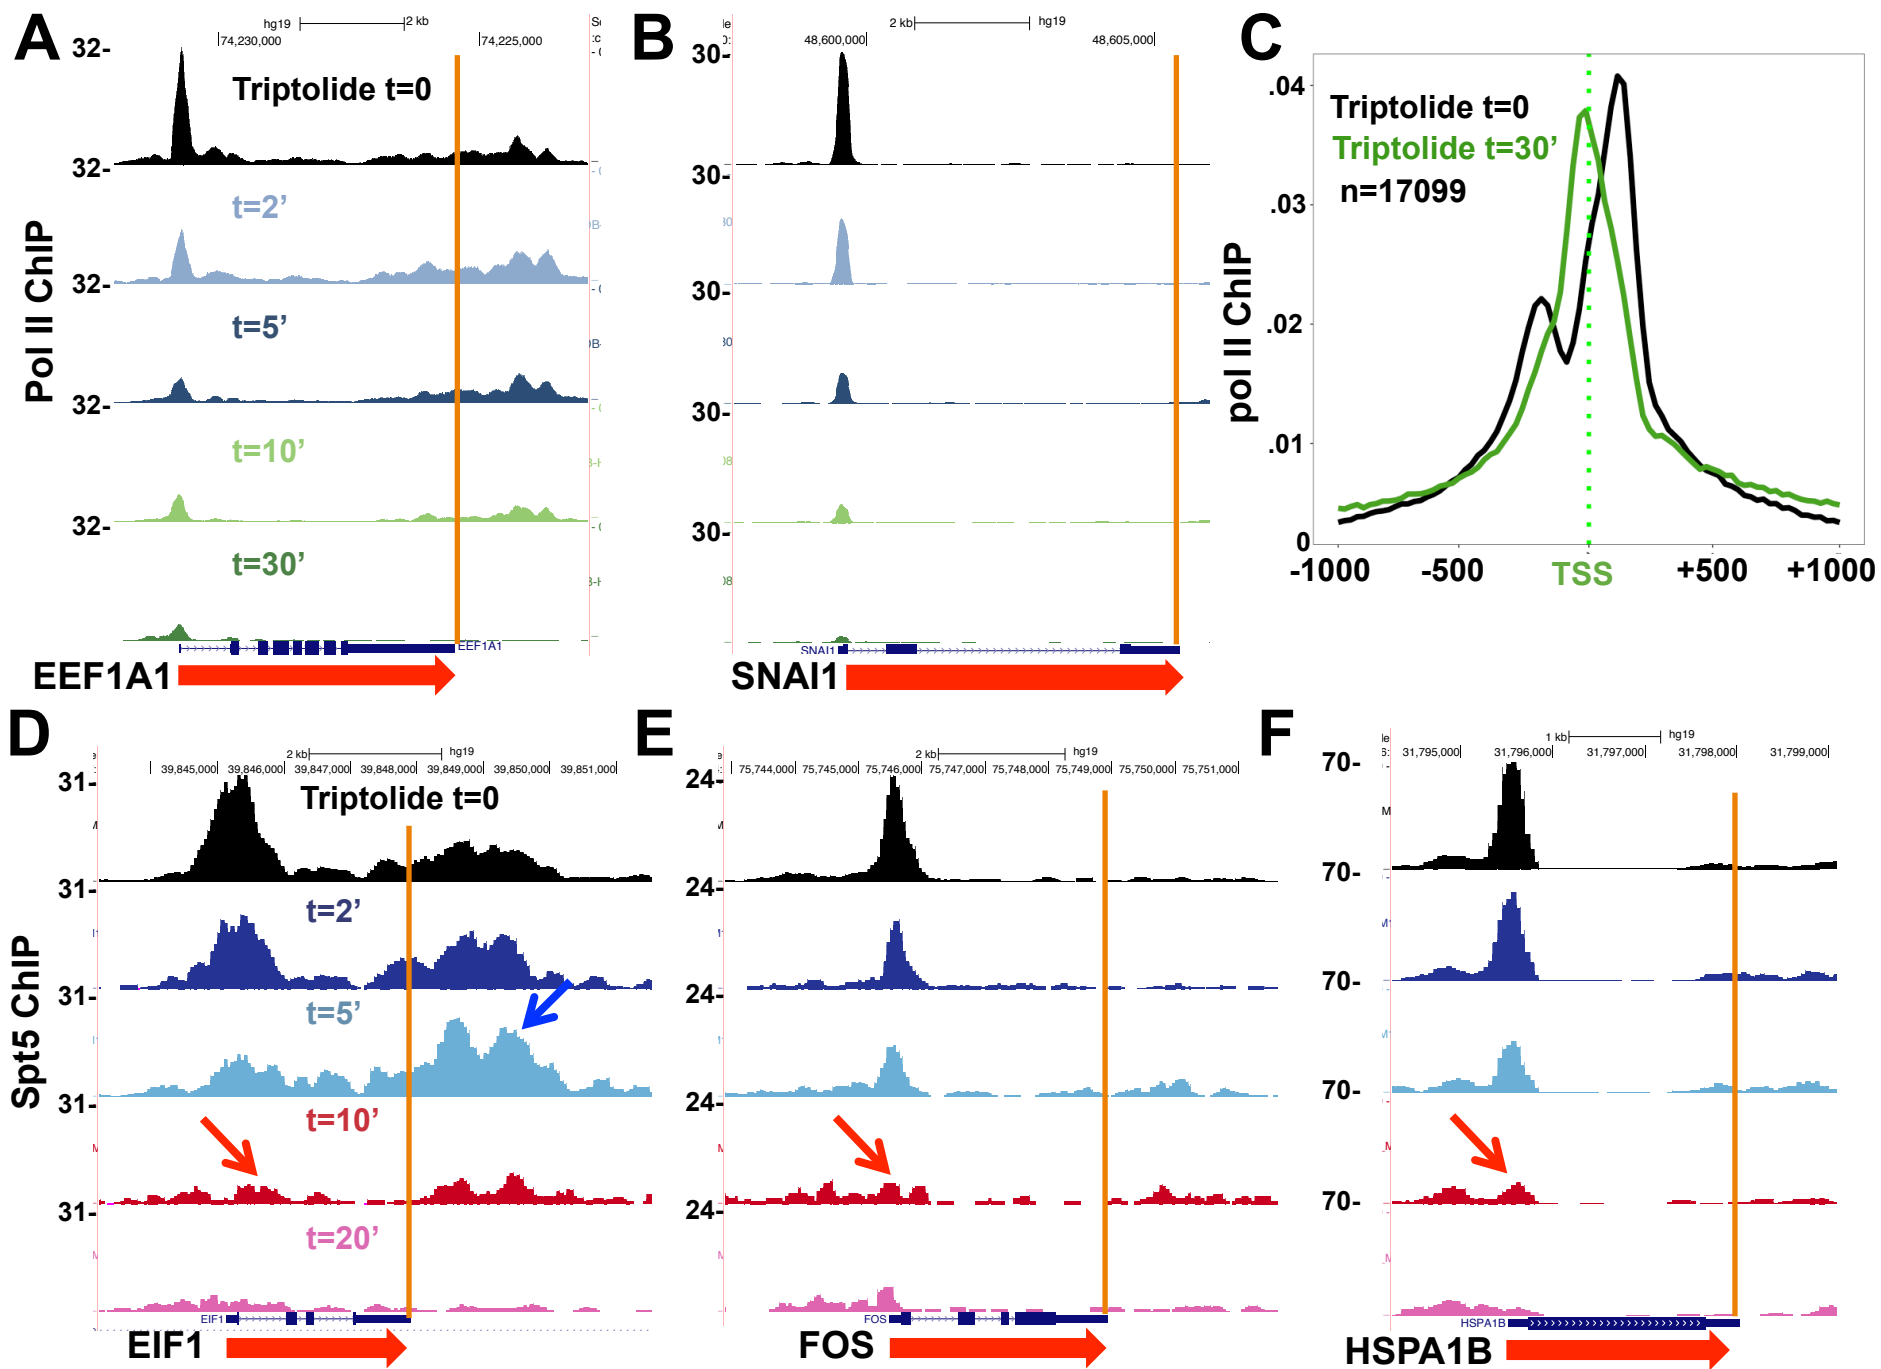 A
hg19 2 kb
74,230,000 74,225,000
32-
Triptolide t=0
32-
t=2'
32-
t=5'
32-
t=10'
32-
t=30'
Pol II ChIP
EEF1A1
EEF1A1
B
2 kb hg19
48,600,000 48,605,000
30-
30-
30-
30-
30-
SNAI1
SNAI1
C
.04
.03
.02
.01
0
Triptolide t=0
Triptolide t=30'
n=17099
pol II ChIP
-1000 -500 TSS +500 +1000
D
2 kb hg19
39,845,000 39,846,000 39,847,000 39,848,000 39,849,000 39,850,000 39,851,000
31-
Triptolide t=0
31-
t=2'
31-
t=5'
31-
t=10'
31-
t=20'
Spt5 ChIP
EIF1
EIF1
E
2 kb hg19
75,744,000 75,745,000 75,746,000 75,747,000 75,748,000 75,749,000 75,750,000 75,751,000
24-
24-
24-
24-
24-
FOS
FOS
F
1 kb hg19
31,795,000 31,796,000 31,797,000 31,798,000 31,799,000
70-
70-
70-
70-
70-
HSPA1B
HSPA1B